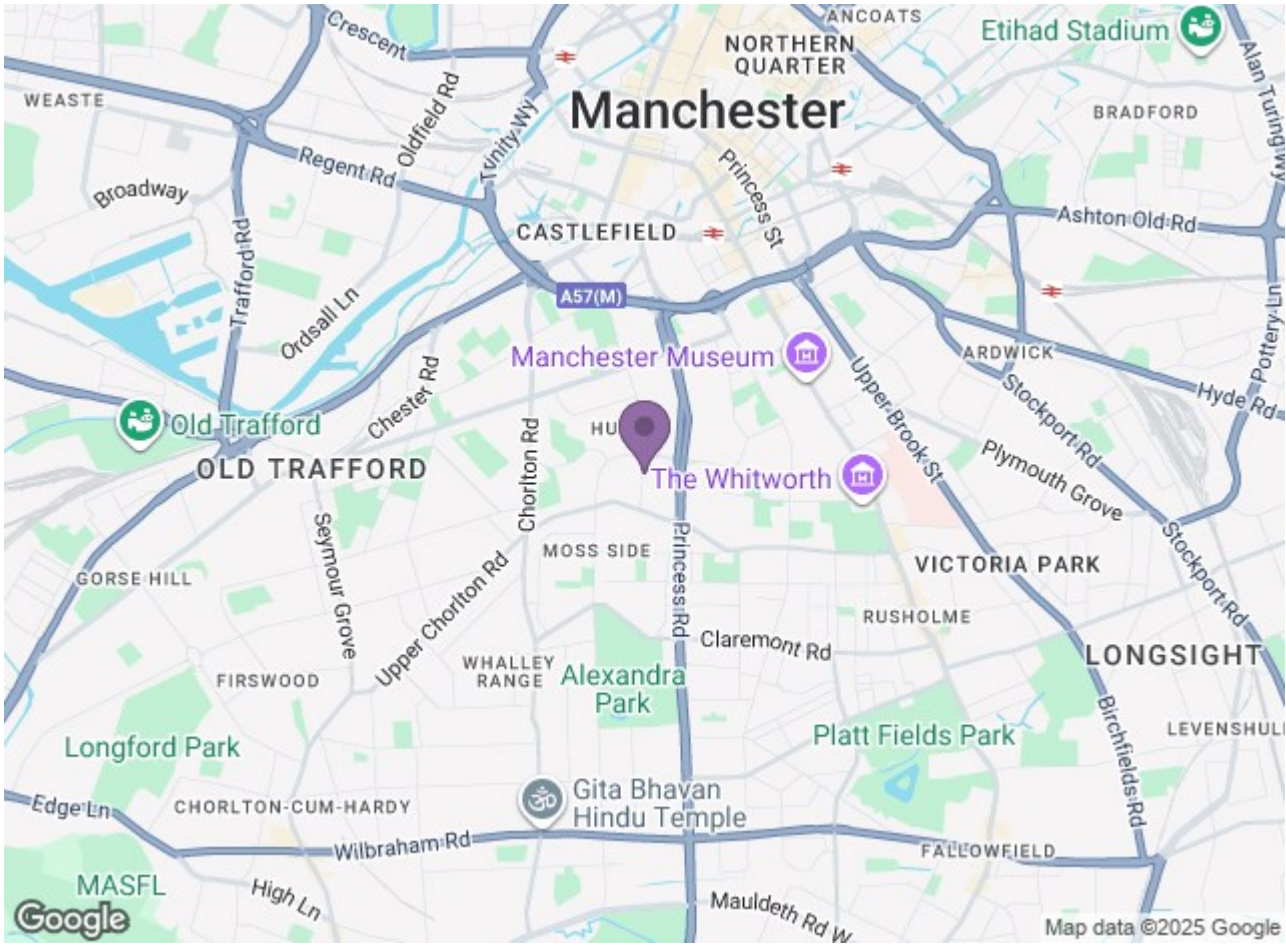 ANCOATS
Crescent
Etihad Stadium
NORTHERN
QUARTER
Alan Turing Wy
WEASTE
Oldfield Rd
Trinity Wy
Manchester
BRADFORD
Regent Rd
Princess St
Broadway
Trafford Rd
CASTLEFIELD
Ashton Old Rd
A57(M)
Ordsall Ln
Pottery Ln
Manchester Museum
ARDWICK
Chester Rd
Upper Brook St
Stockport Rd
Hyde Rd
Old Trafford
Chorlton Rd
OLD TRAFFORD
The Whitworth
Plymouth Grove
Seymour Grove
MOSS SIDE
Princess Rd
Stockport Rd
GORSE HILL
Upper Chorlton Rd
VICTORIA PARK
RUSHOLME
Claremont Rd
WHALLEY
RANGE
FIRSWOOD
Alexandra
Park
LONGSIGHT
Birchfields Rd
Longford Park
Platt Fields Park
Edge Ln
CHORLTON-CUM-HARDY
Gita Bhavan
Hindu Temple
Wilbraham Rd
FALLOWFIELD
MASFL
High Ln
Mauldeth Rd W
Google
Map data ©2025 Google